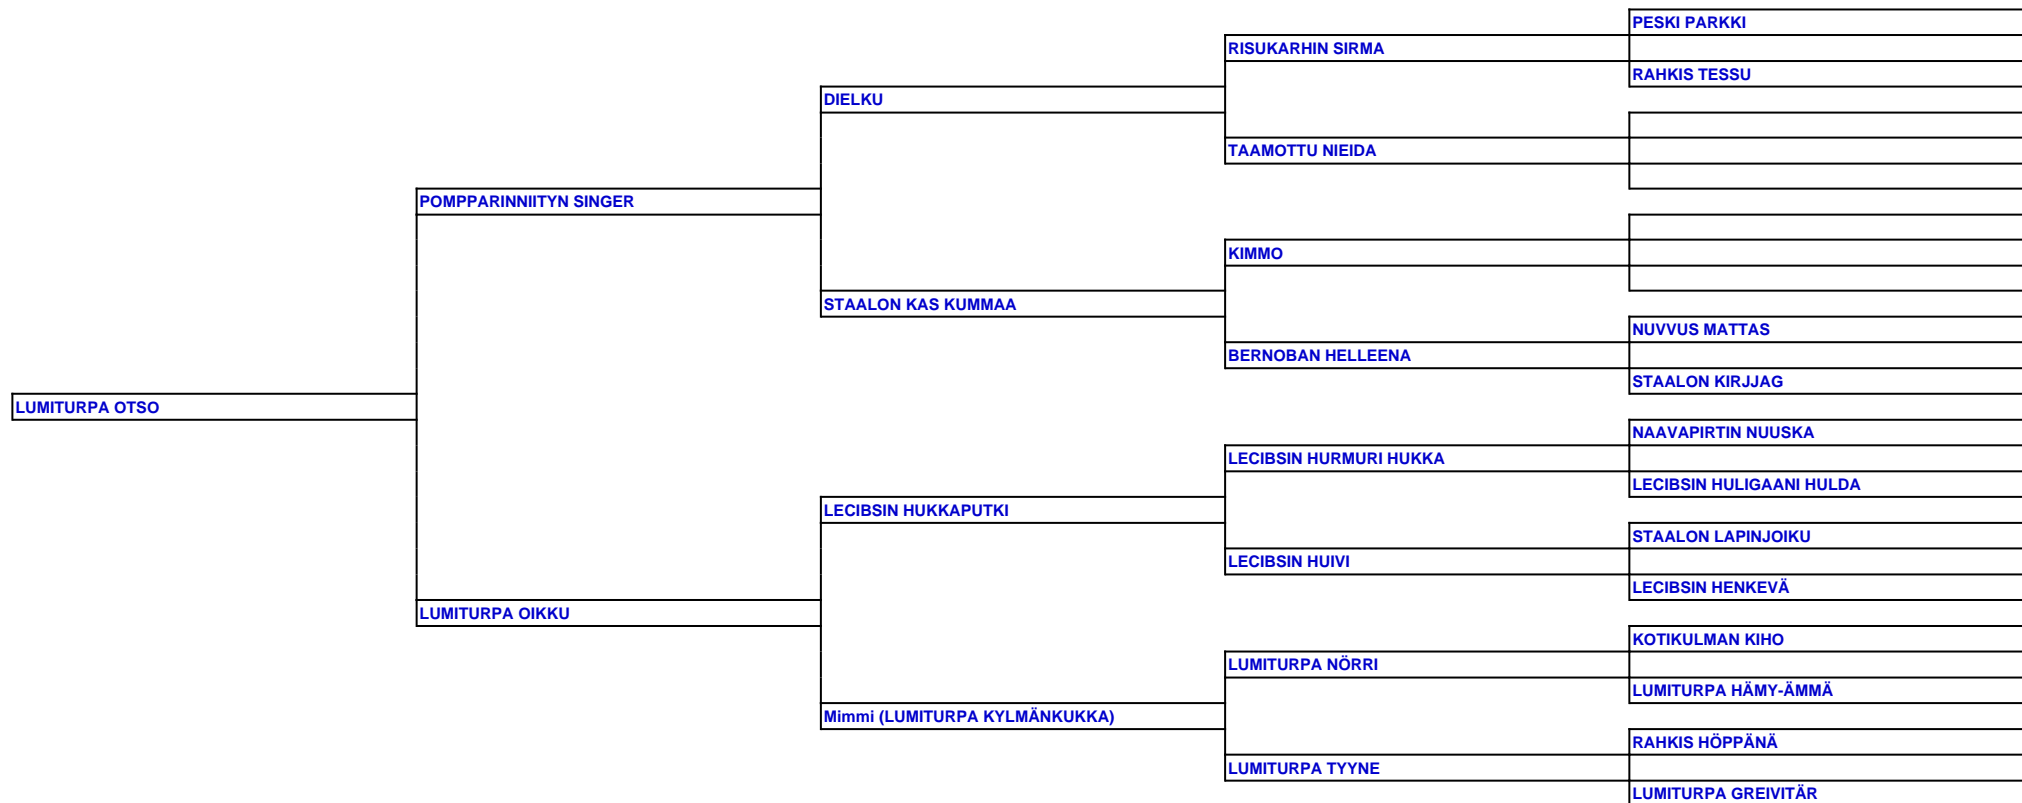 PESKI PARKKI
RISUKARHIN SIRMA
RAHKIS TESSU
DIELKU
TAAMOTTU NIEIDA
POMPPARINNIITYN SINGER
KIMMO
STAALON KAS KUMMAA
NUVVUS MATTAS
BERNOBAN HELLEENA
STAALON KIRJJAG
LUMITURPA OTSO
NAAVAPIRTIN NUUSKA
LECIBSIN HURMURI HUKKA
LECIBSIN HULIGAANI HULDA
LECIBSIN HUKKAPUTKI
STAALON LAPINJOIKU
LECIBSIN HUIVI
LECIBSIN HENKEVÄ
LUMITURPA OIKKU
KOTIKULMAN KIHO
LUMITURPA NÖRRI
LUMITURPA HÄMY-ÄMMÄ
Mimmi (LUMITURPA KYLMÄNKUKKA)
RAHKIS HÖPPÄNÄ
LUMITURPA TYYNE
LUMITURPA GREIVITÄR